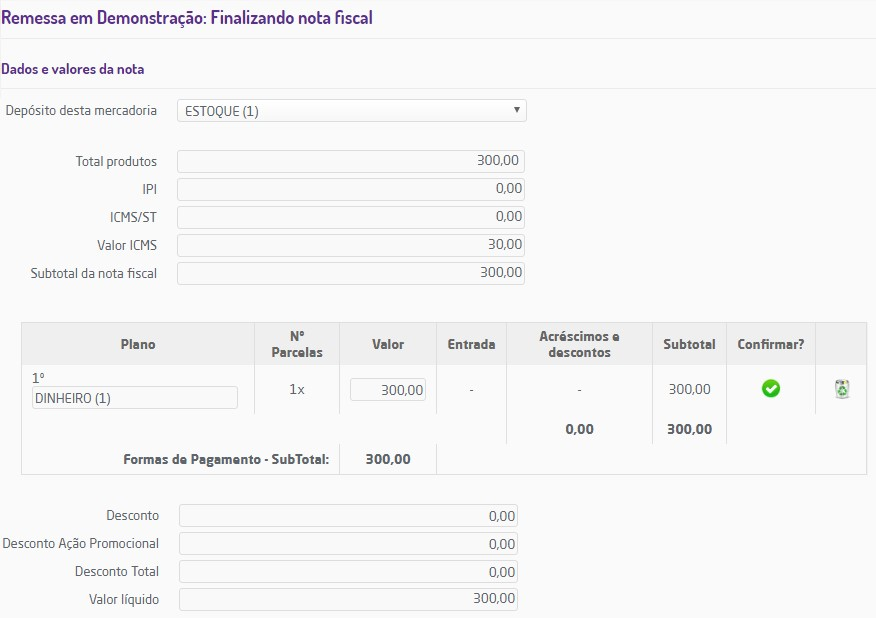 Remessa em Demonstração: Finalizando nota fiscal
Dados e valores da nota
Depósito desta mercadoria ESTOQUE (1)
Total produtos 300,00
IPI 0,00
ICMS/ST 0,00
Valor ICMS 30,00
Subtotal da nota fiscal 300,00
Plano Nº Parcelas Valor Entrada Acréscimos e descontos Subtotal Confirmar?
1º
DINHEIRO (1) 1x 300,00 - - 300,00
0,00 300,00
Formas de Pagamento - SubTotal: 300,00
Desconto 0,00
Desconto Ação Promocional 0,00
Desconto Total 0,00
Valor líquido 300,00